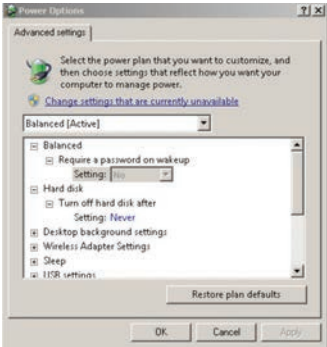 Power Options
Advanced settings
Select the power plan that you want to customize, and
then choose settings that reflect how you want your
computer to manage power.
Change settings that are currently unavailable
Balanced [Active]
Balanced
Require a password on wakeup
Setting: No
Hard disk
Turn off hard disk after
Setting: Never
Desktop background settings
Wireless Adapter Settings
Sleep
USB settings
Restore plan defaults
OK
Cancel
Apply